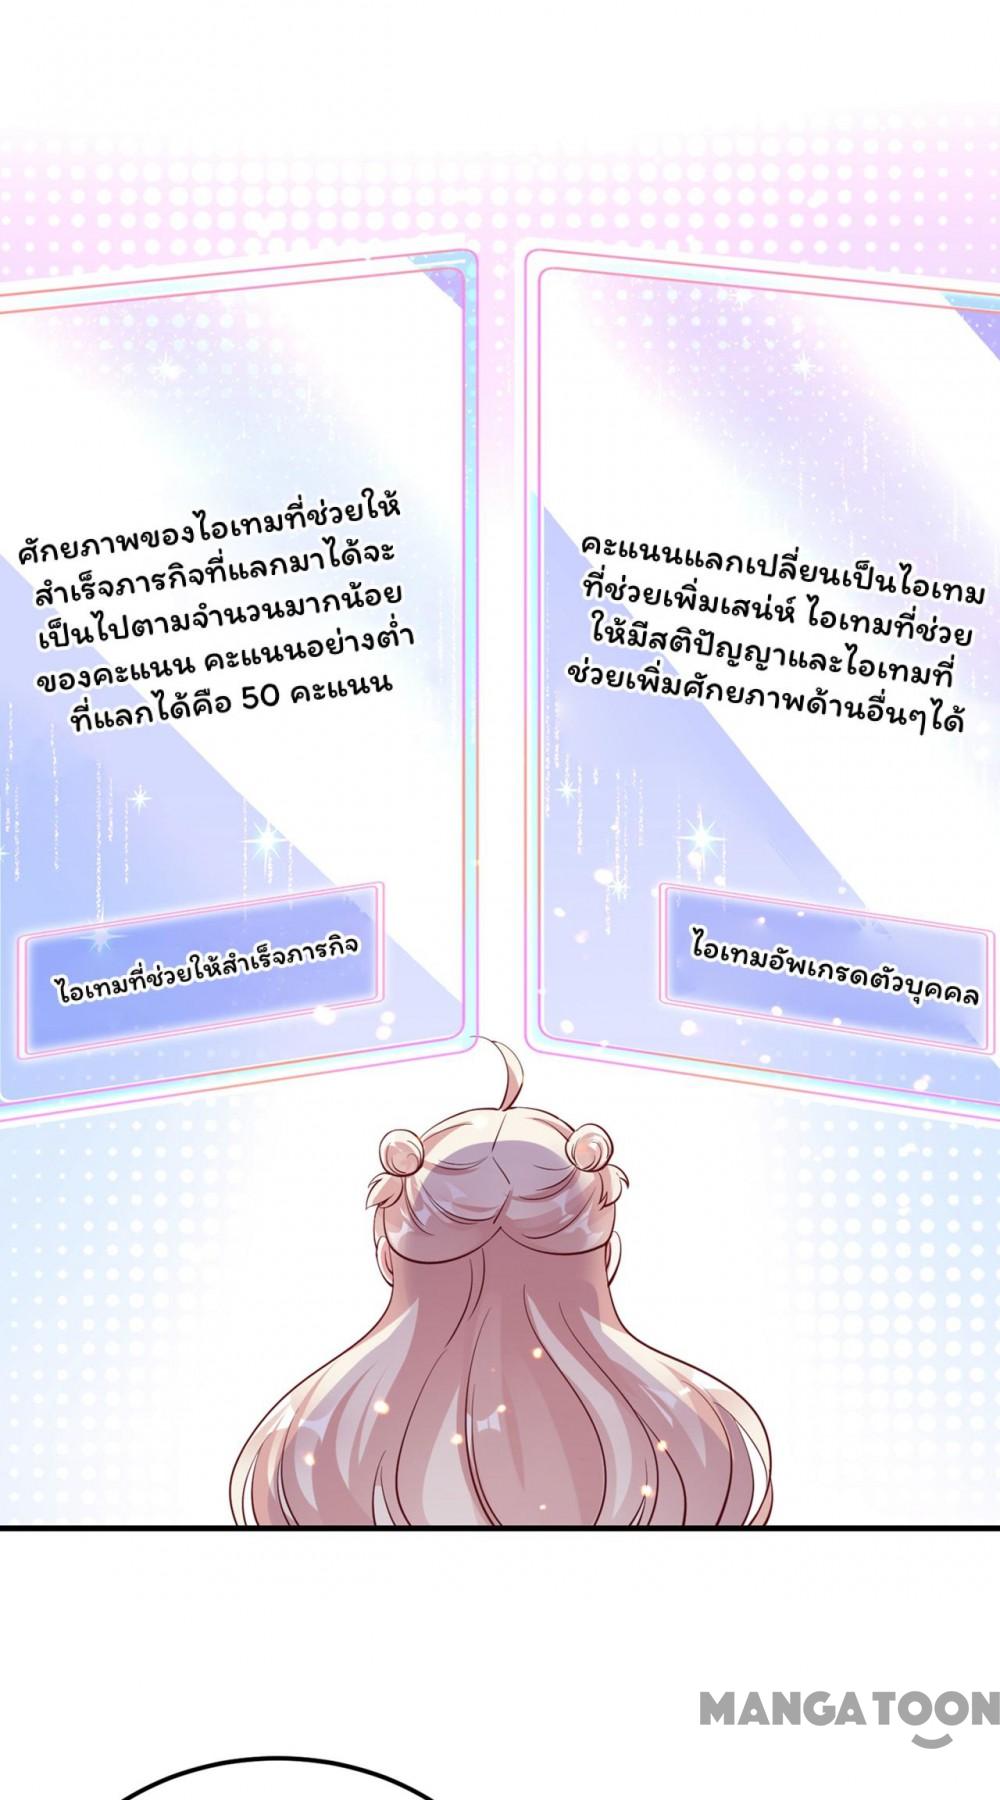 ศักยภาพของไอเทมที่ช่วยให้
สำเร็จภารกิจที่แลกมาได้จะ
เป็นไปตามจำนวนมากน้อย
ของคะแนน คะแนนอย่างต่ำ
ที่แลกได้คือ 50 คะแนน
ไอเทมที่ช่วยให้สำเร็จภารกิจ
คะแนนแลกเปลี่ยนเป็นไอเทม
ที่ช่วยเพิ่มเสน่ห์ ไอเทมที่ช่วย
ให้มีสติปัญญาและไอเทมที่
ช่วยเพิ่มศักยภาพด้านอื่นๆได้
ไอเทมอัพเกรดตัวบุคคล
MANGATOON